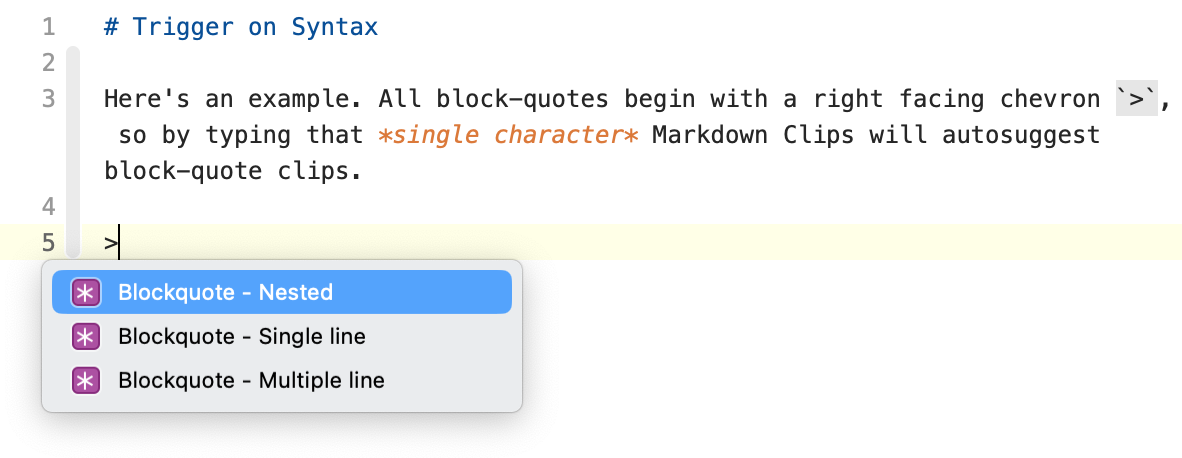 1 # Trigger on Syntax
2
3 Here's an example. All block-quotes begin with a right facing chevron `>`,
so by typing that *single character* Markdown Clips will autosuggest
block-quote clips.
4
5 >
Blockquote - Nested
Blockquote - Single line
Blockquote - Multiple line